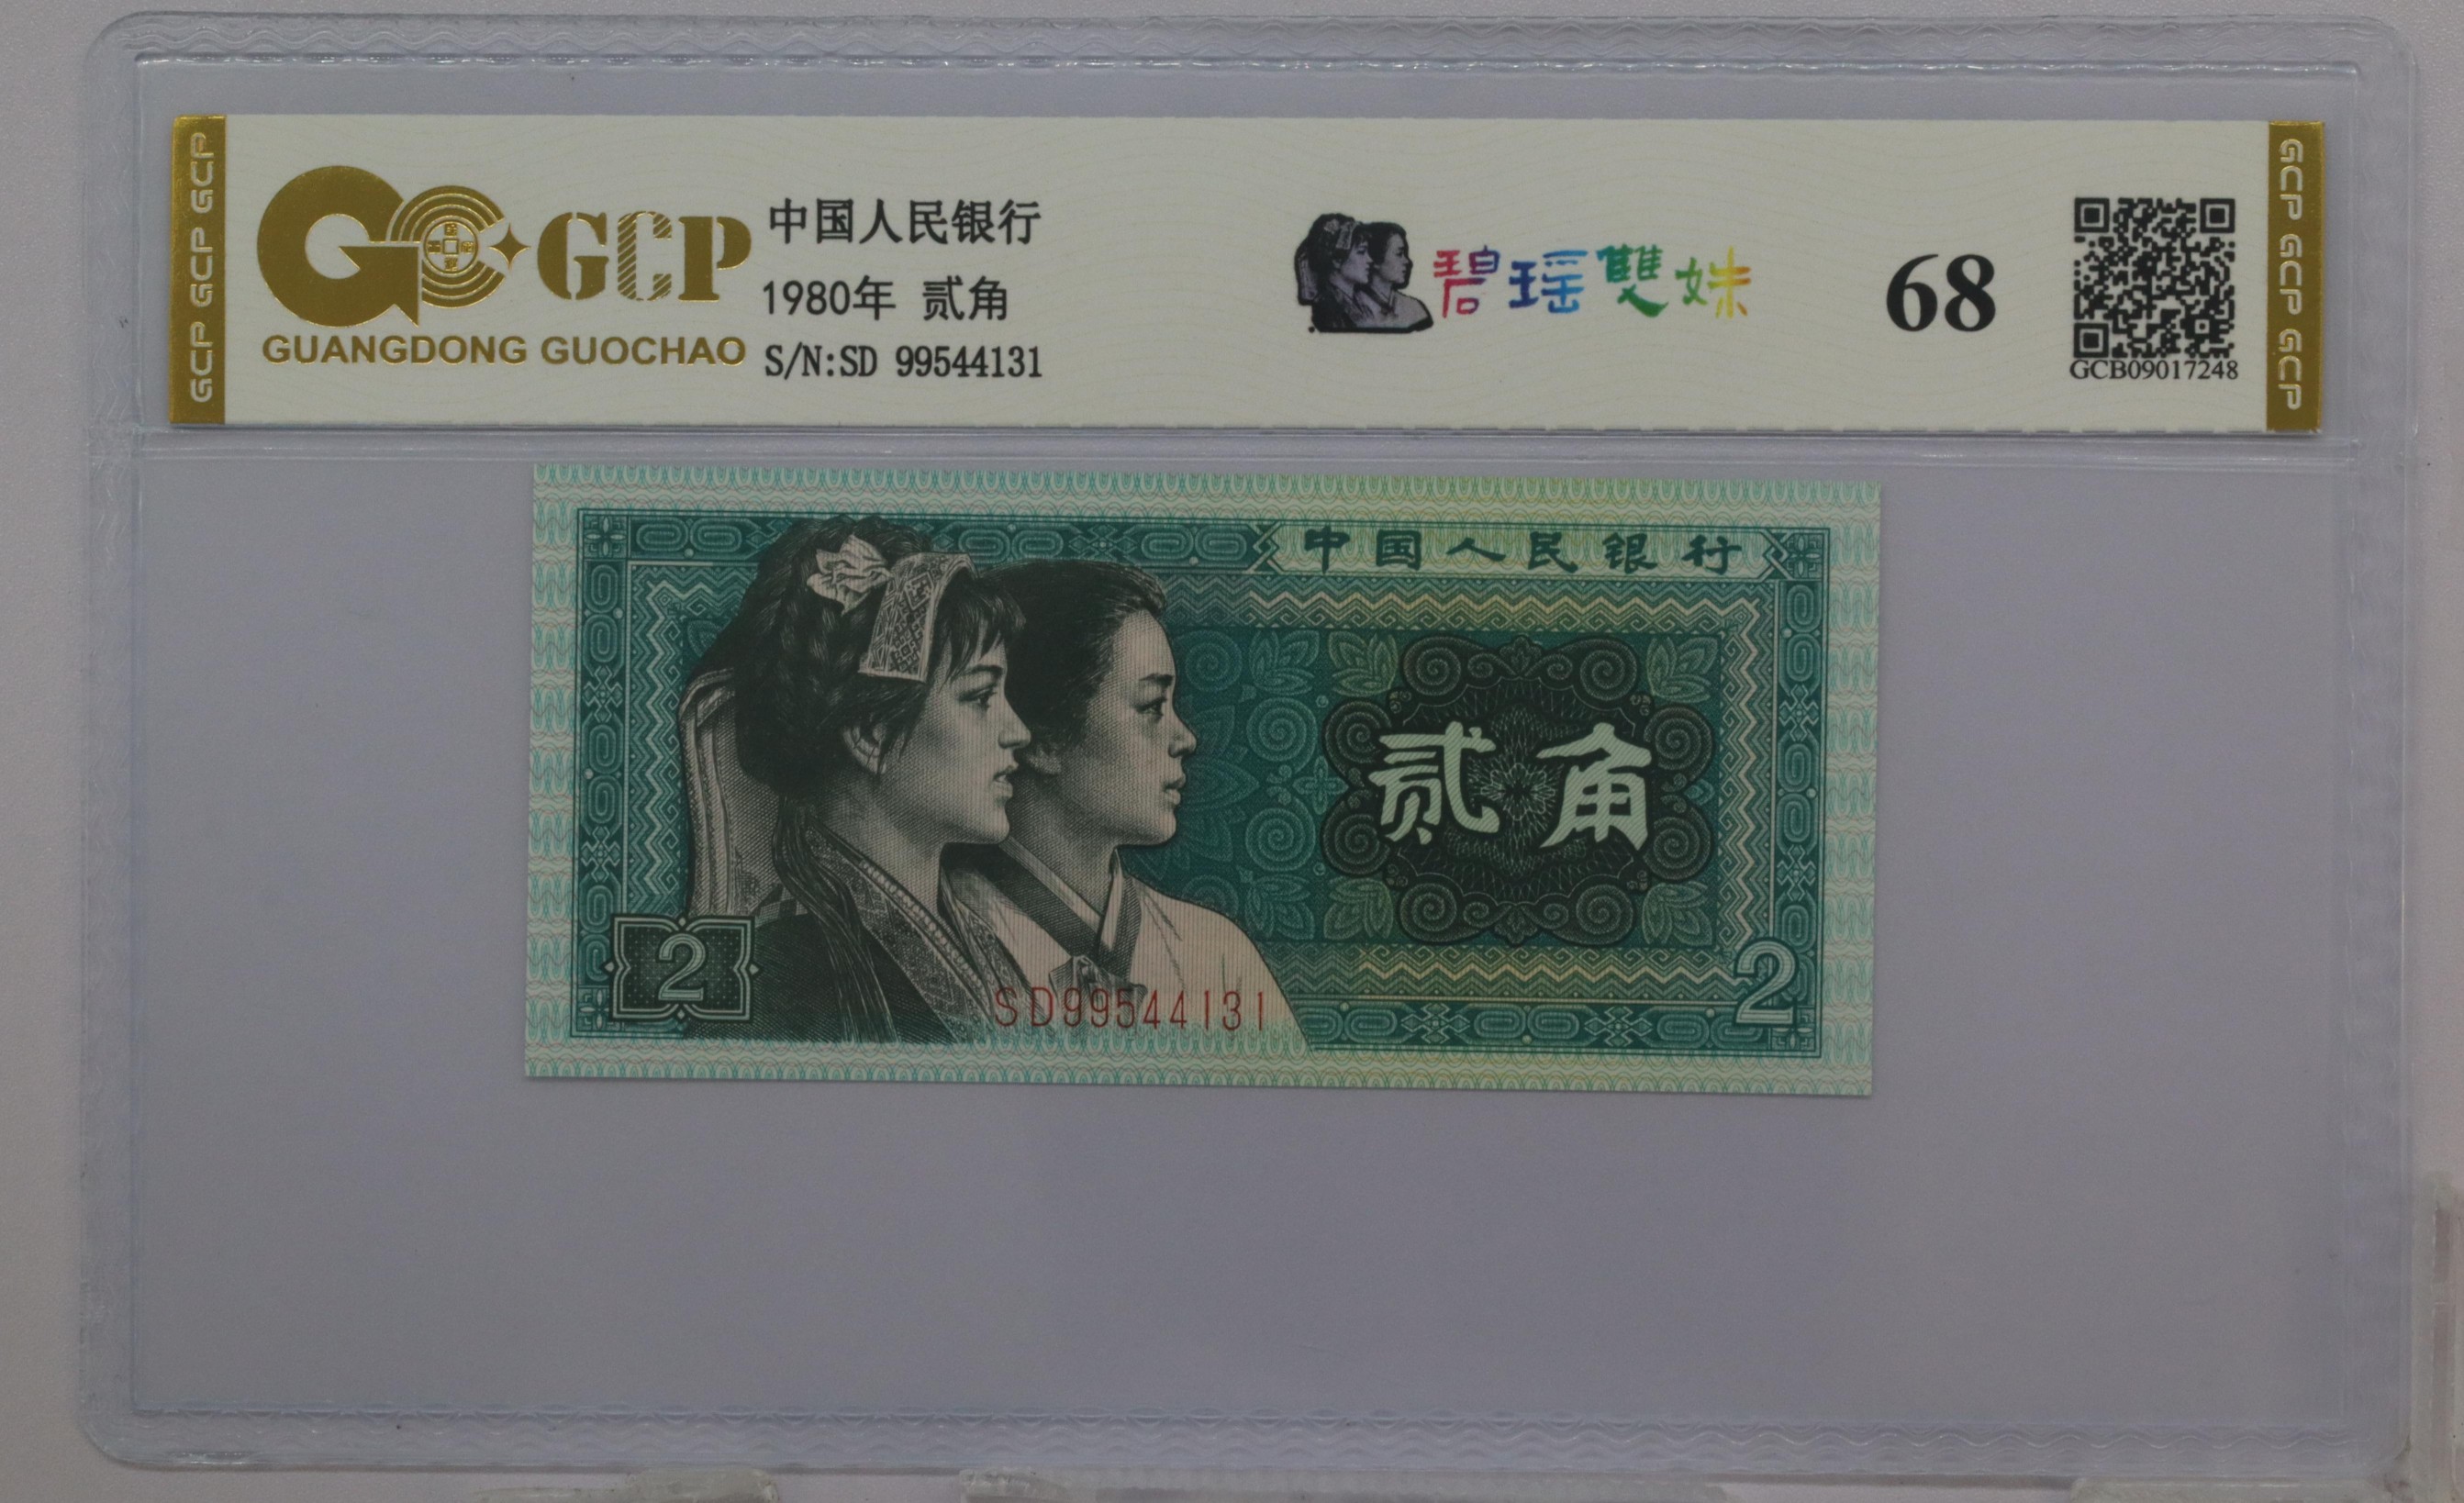 GCP GCP GCP
GCP
GUANGDONG GUOCHAO
中国人民银行
1980年 贰角
S/N:SD 99544131
碧瑶雙妹
68
GCB09017248
GCP GCP GCP
中国人民银行
贰角
2
SD99544131
2